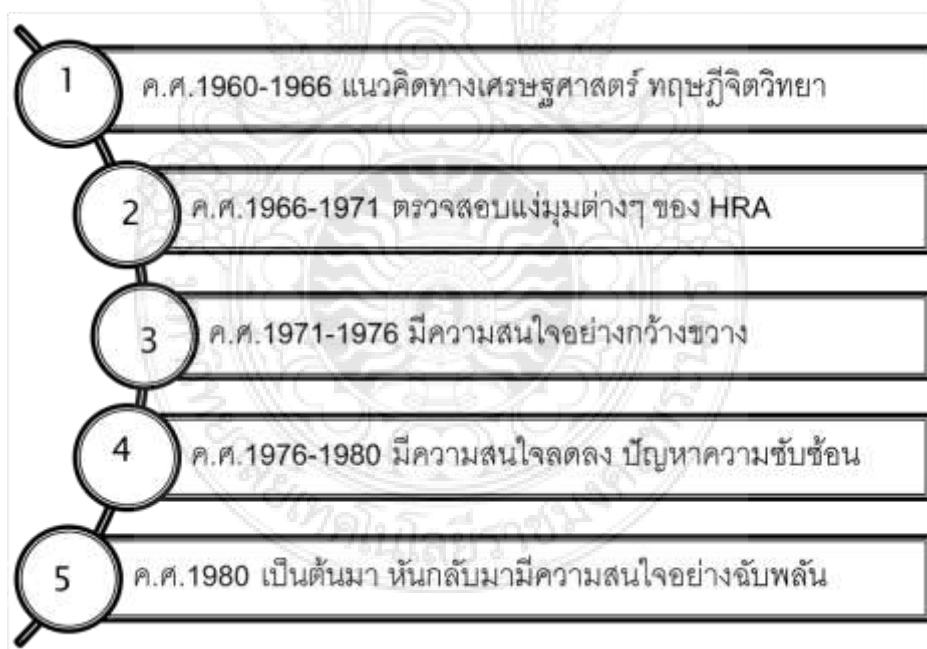 1
ค.ศ.1960-1966 แนวคิดทางเศรษฐศาสตร์ ทฤษฎีจิตวิทยา
2
ค.ศ.1966-1971 ตรวจสอบแง่มุมต่างๆ ของ HRA
3
ค.ศ.1971-1976 มีความสนใจอย่างกว้างขวาง
4
ค.ศ.1976-1980 มีความสนใจลดลง ปัญหาความซับซ้อน
5
ค.ศ.1980 เป็นต้นมา หันกลับมามีความสนใจอย่างฉับพลัน